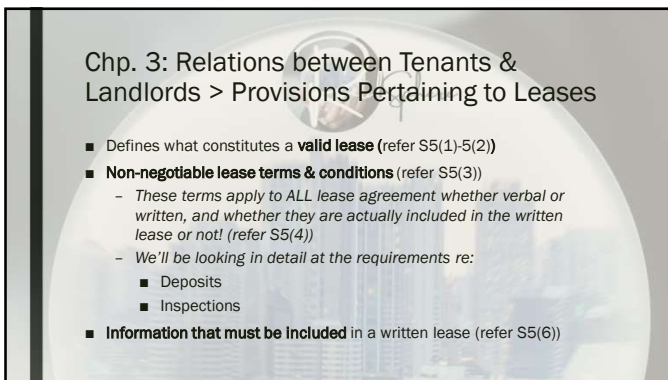 Chp. 3: Relations between Tenants &
Landlords > Provisions Pertaining to Leases
■ Defines what constitutes a valid lease (refer S5(1)-5(2))
■ Non-negotiable lease terms & conditions (refer S5(3))
– These terms apply to ALL lease agreement whether verbal or
written, and whether they are actually included in the written
lease or not! (refer S5(4))
– We'll be looking in detail at the requirements re:
■ Deposits
■ Inspections
■ Information that must be included in a written lease (refer S5(6))